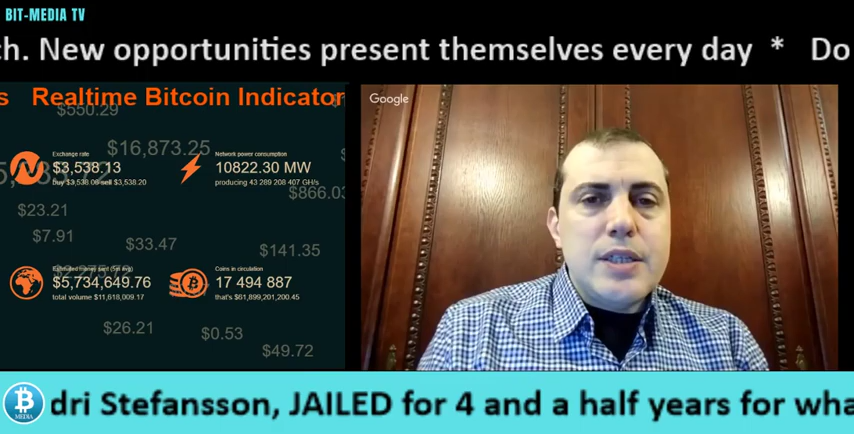 BIT-MEDIA TV
ch. New opportunities present themselves every day * Do
s Realtime Bitcoin Indicator
$550.29
Google
$16,873.25
Exchange rate
$3,538.13
buy $3,538.06 sell $3,538.20
Network power consumption
10822.30 MW
producing 43 289 208 407 GH/s
$866.03
$23.21
$7.91
$33.47
$141.35
$5,734,649.76
total volume $11,618,009.17
Coins in circulation
17 494 887
that's $61,899,201,200.45
$26.21
$0.53
$49.72
B
MEDIA
dri Stefansson, JAILED for 4 and a half years for wha